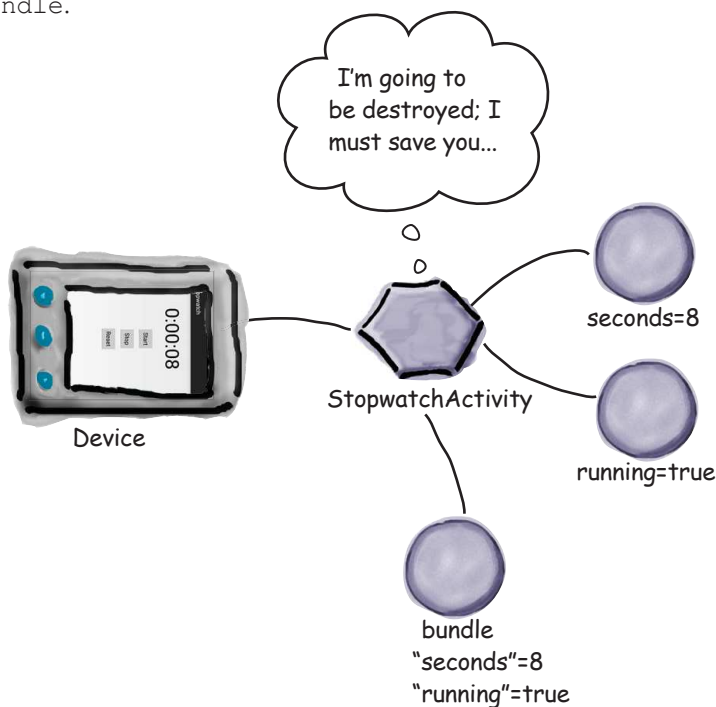 ndle.
I'm going to
be destroyed; I
must save you...
seconds=8
StopwatchActivity
running=true
Device
0:00:08
Start
Stop
Reset
bundle
“seconds”=8
“running”=true